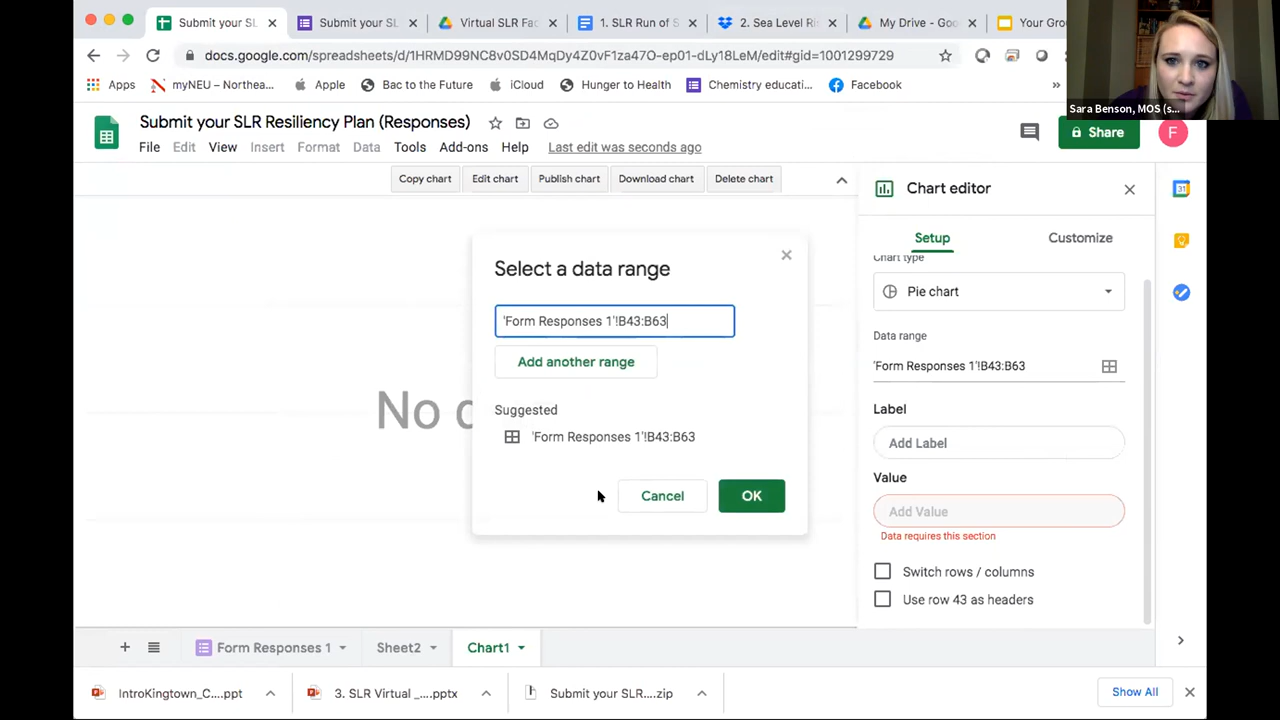 Submit your SLR Resiliency Plan
Submit your SLR
Virtual SLR Fac
1. SLR Run of S
2. Sea Level Ri
My Drive - Goo
Your Gro
docs.google.com/spreadsheets/d/1HRMD99NC8v0SD4MqDy4Z0vF1za47O-ep01-dLy18LeM/edit#gid=1001299729
Apps
myNEU – Northea...
Apple
Bac to the Future
iCloud
Hunger to Health
Chemistry educati...
Facebook
»
Sara Benson, MOS (s...
Submit your SLR Resiliency Plan (Responses)
File Edit View Insert Format Data Tools Add-ons Help Last edit was seconds ago
Share
F
Copy chart
Edit chart
Publish chart
Download chart
Delete chart
Chart editor
Setup
Customize
Chart type
Pie chart
Data range
'Form Responses 1'!B43:B63
Label
Add Label
Value
Add Value
Data requires this section
Switch rows / columns
Use row 43 as headers
No
Select a data range
'Form Responses 1'!B43:B63
Add another range
Suggested
'Form Responses 1'!B43:B63
Cancel
OK
Form Responses 1
Sheet2
Chart1
IntroKingtown_C....ppt
3. SLR Virtual _....pptx
Submit your SLR....zip
Show All
31